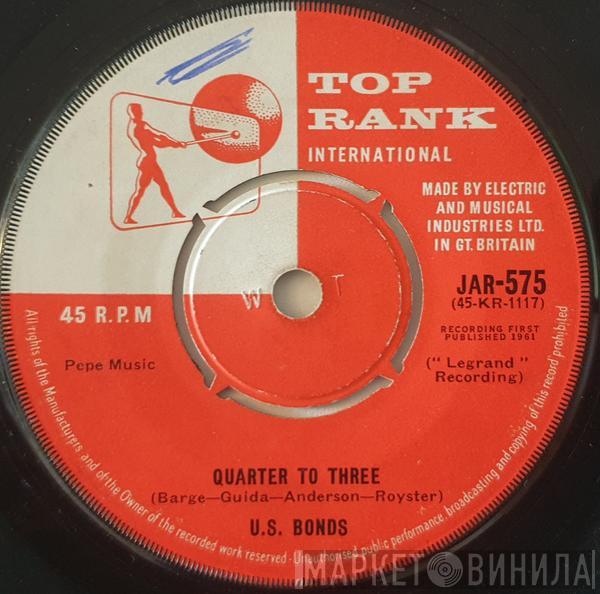 TOP
RANK
INTERNATIONAL
MADE BY ELECTRIC
AND MUSICAL
INDUSTRIES LTD.
IN GT. BRITAIN
JAR-575
(45-KR-1117)
45 R.P.M
RECORDING FIRST
PUBLISHED 1961
Pepe Music
(" Legrand "
Recording)
W T
QUARTER TO THREE
(Barge—Guida—Anderson—Royster)
U.S. BONDS
All rights of the Manufacturers and of the Owner of the recorded work reserved - Unauthorised public performance, broadcasting and copying of this record prohibited
МАРКЕТ ВИНИЛА